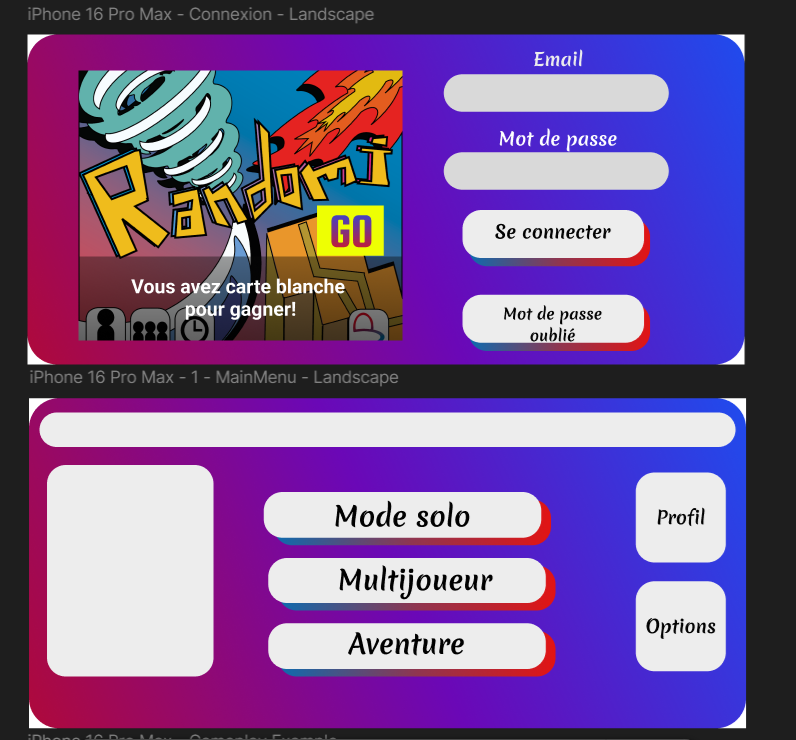 iPhone 16 Pro Max - Connexion - Landscape
Email
Mot de passe
Randomi
GO
Se connecter
Vous avez carte blanche
pour gagner!
Mot de passe
oublié
iPhone 16 Pro Max - 1 - MainMenu - Landscape
Mode solo
Profil
Multijoueur
Options
Aventure
iPhone 16 Pro Max - Gameplay Example